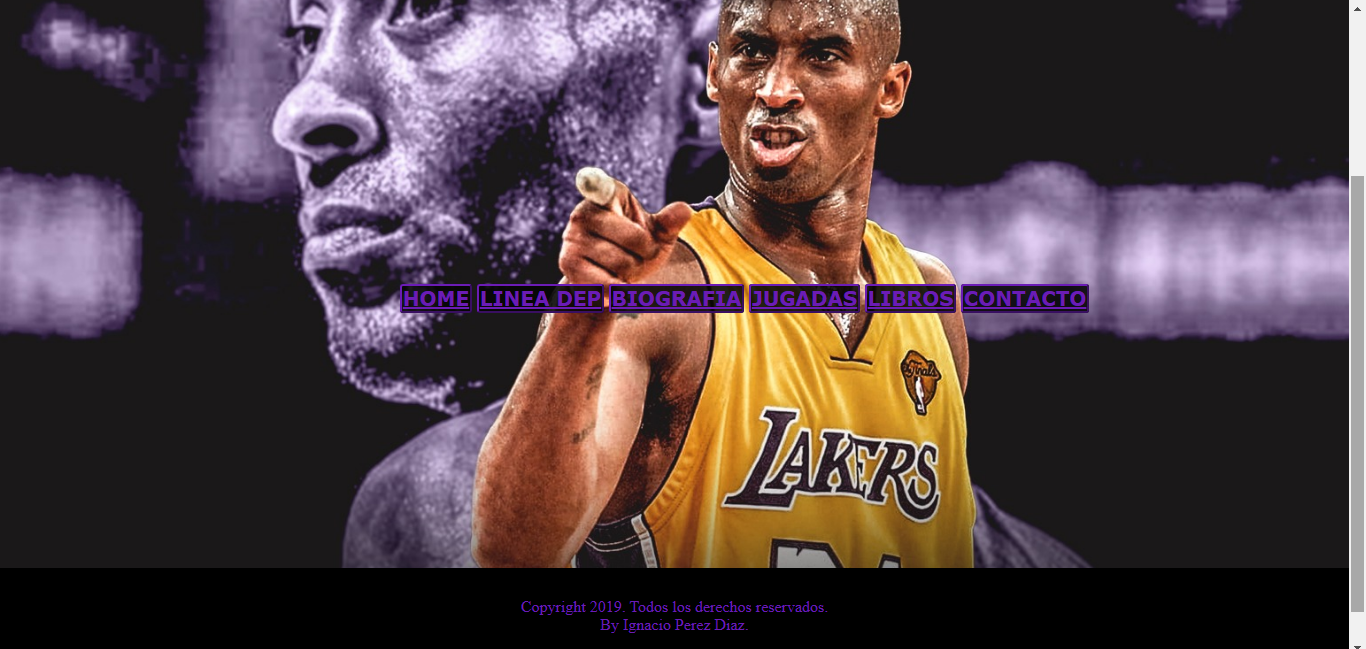 HOME LINEA DEP BIOGRAFIA JUGADAS LIBROS CONTACTO
LAKERS
Copyright 2019. Todos los derechos reservados.
By Ignacio Perez Diaz.